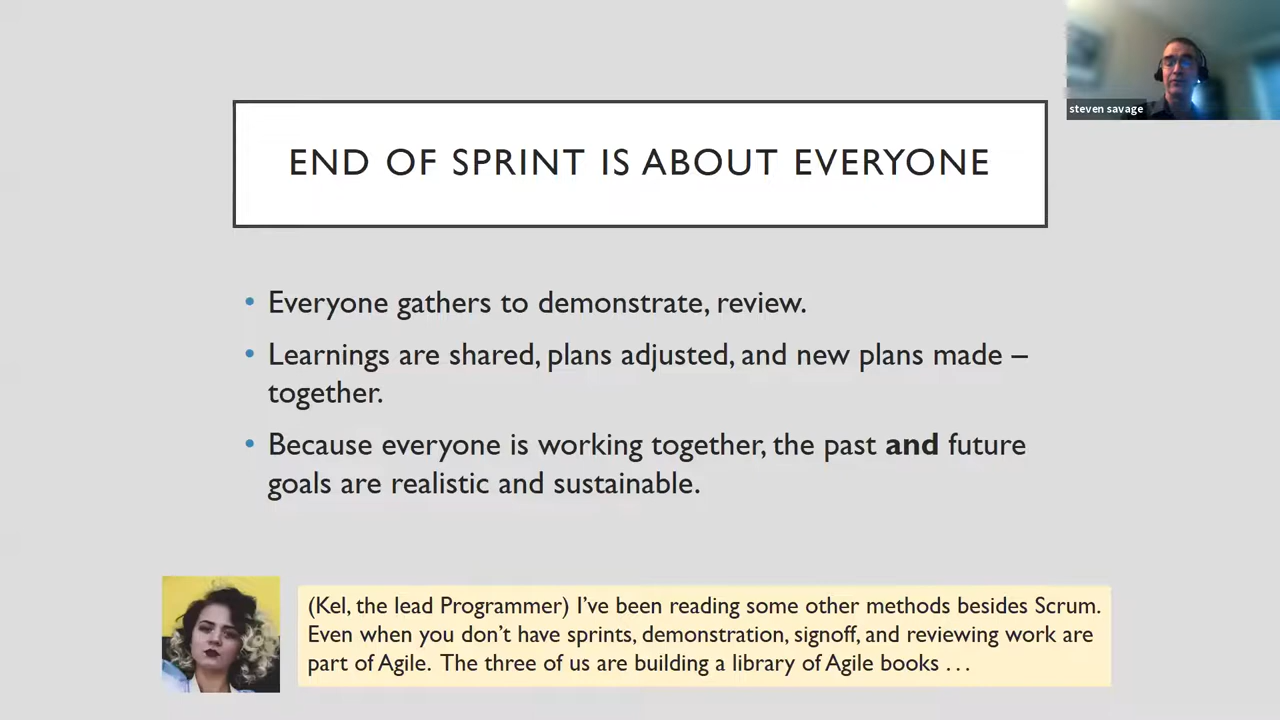 steven savage
END OF SPRINT IS ABOUT EVERYONE
• Everyone gathers to demonstrate, review.
• Learnings are shared, plans adjusted, and new plans made –
together.
• Because everyone is working together, the past and future
goals are realistic and sustainable.
(Kel, the lead Programmer) I’ve been reading some other methods besides Scrum.
Even when you don’t have sprints, demonstration, signoff, and reviewing work are
part of Agile. The three of us are building a library of Agile books . . .